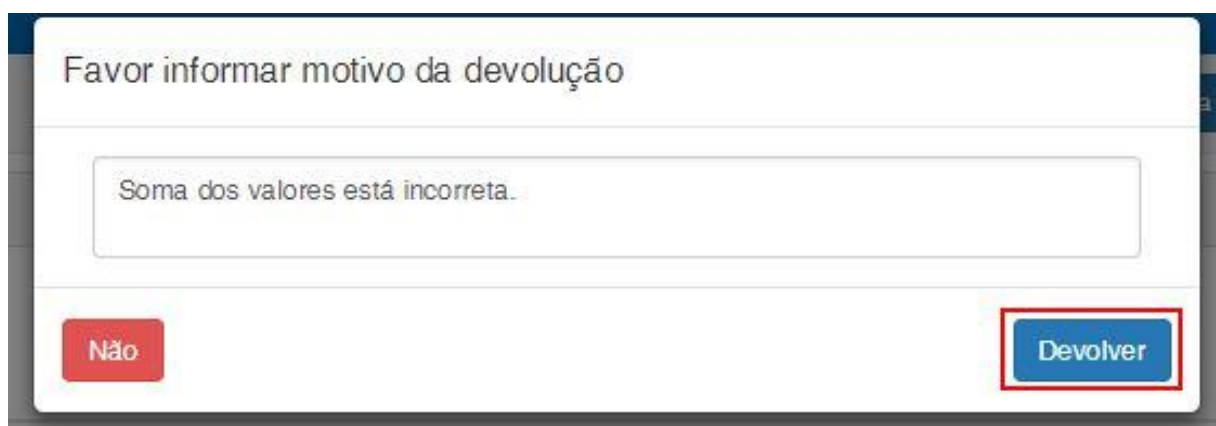 Favor informar motivo da devolução
Soma dos valores está incorreta.
Não
Devolver